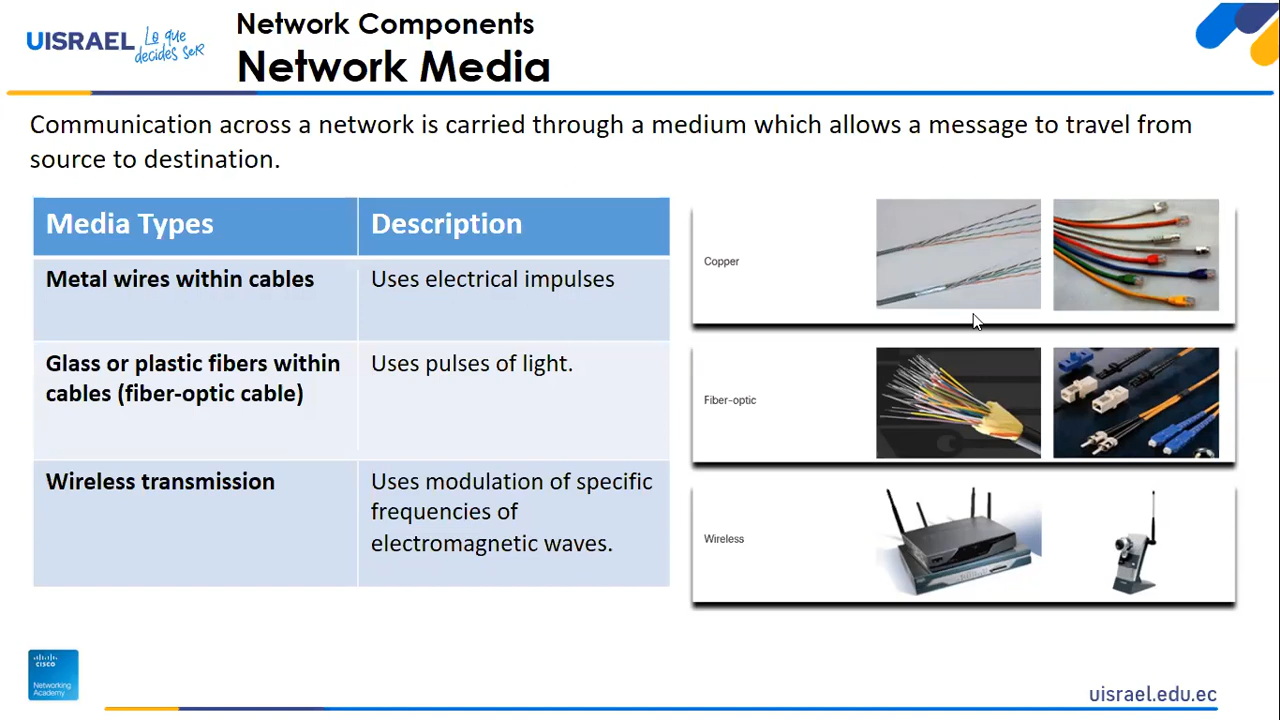 UISRAEL
Lo que
decides seR
Network Components
Network Media
Communication across a network is carried through a medium which allows a message to travel from
source to destination.
Media Types
Description
Metal wires within cables
Uses electrical impulses
Glass or plastic fibers within
cables (fiber-optic cable)
Uses pulses of light.
Wireless transmission
Uses modulation of specific
frequencies of
electromagnetic waves.
Copper
Fiber-optic
Wireless
CISCO
Networking
Academy
uisrael.edu.ec